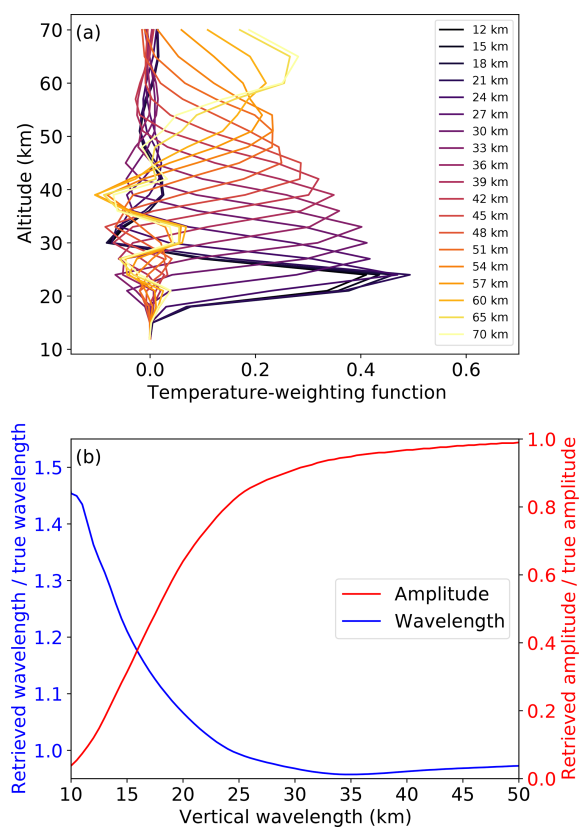 (a)
70
60
50
40
30
20
10
Altitude (km)
0.0 0.2 0.4 0.6
Temperature-weighting function
12 km
15 km
18 km
21 km
24 km
27 km
30 km
33 km
36 km
39 km
42 km
45 km
48 km
51 km
54 km
57 km
60 km
65 km
70 km
(b)
Retrieved wavelength / true wavelength
1.5
1.4
1.3
1.2
1.1
1.0
Amplitude
Wavelength
1.0
0.8
0.6
0.4
0.2
0.0
Retrieved amplitude / true amplitude
10 15 20 25 30 35 40 45 50
Vertical wavelength (km)